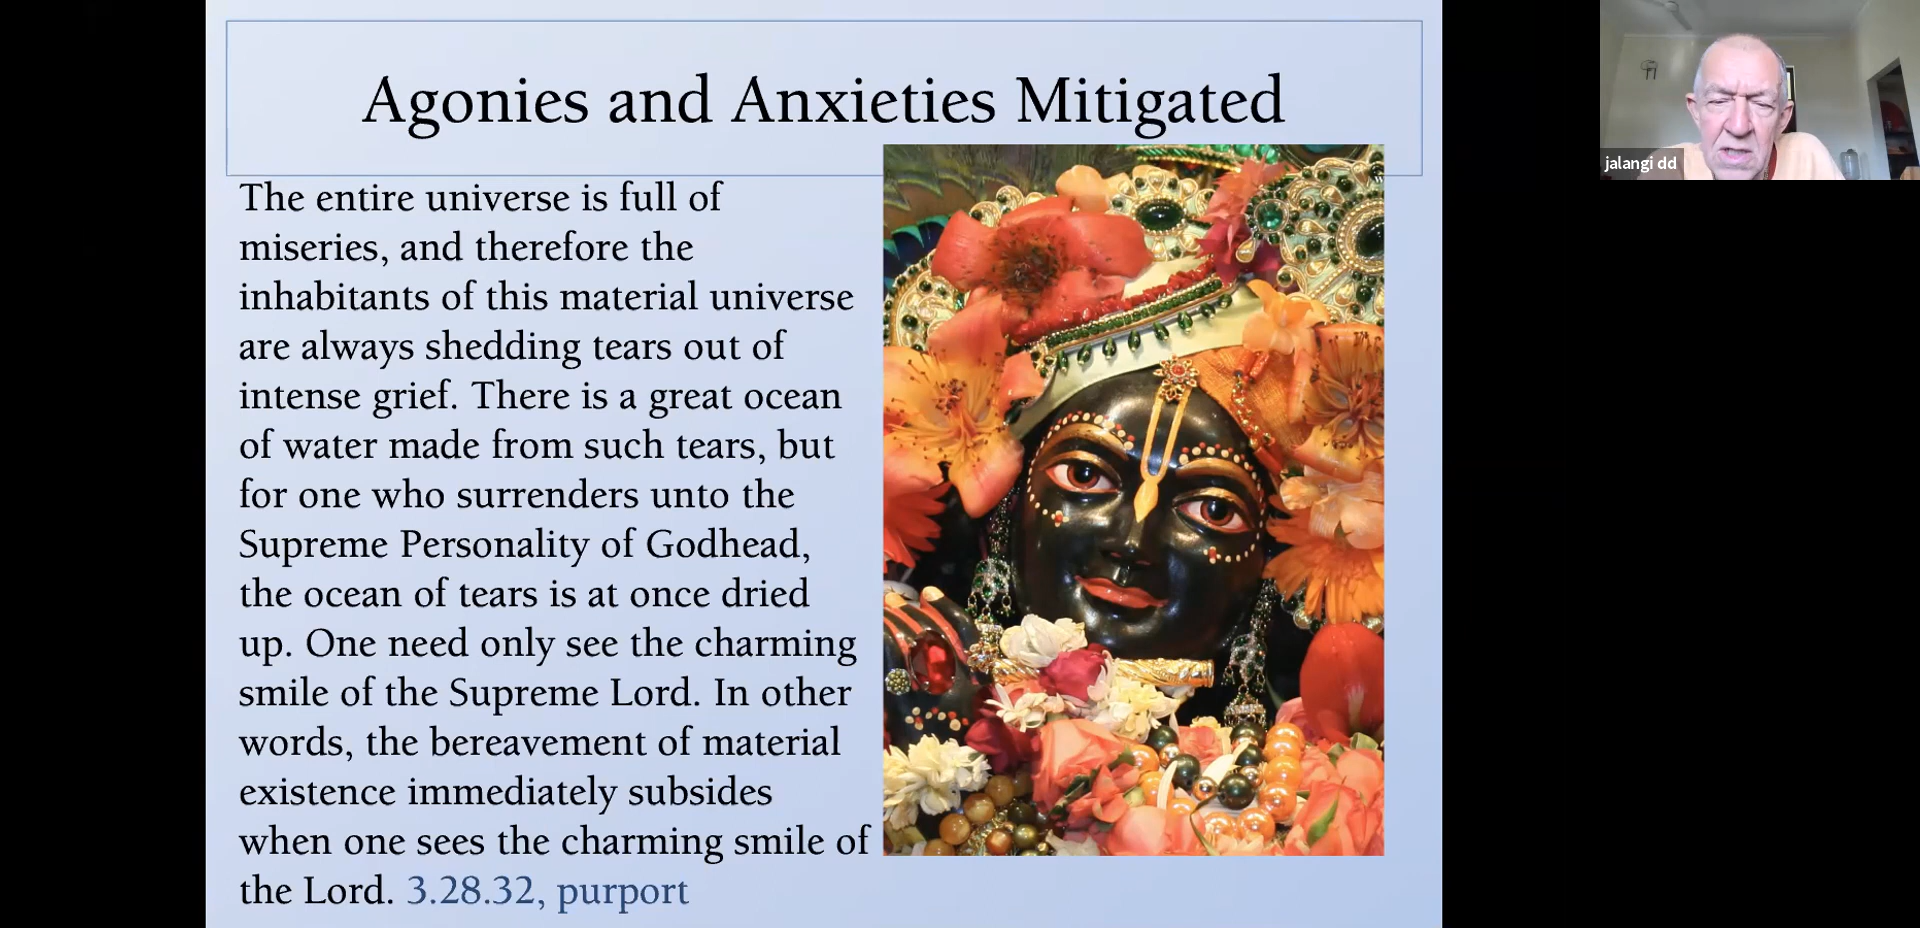 Agonies and Anxieties Mitigated
The entire universe is full of
miseries, and therefore the
inhabitants of this material universe
are always shedding tears out of
intense grief. There is a great ocean
of water made from such tears, but
for one who surrenders unto the
Supreme Personality of Godhead,
the ocean of tears is at once dried
up. One need only see the charming
smile of the Supreme Lord. In other
words, the bereavement of material
existence immediately subsides
when one sees the charming smile of
the Lord. 3.28.32, purport
jalangi dd